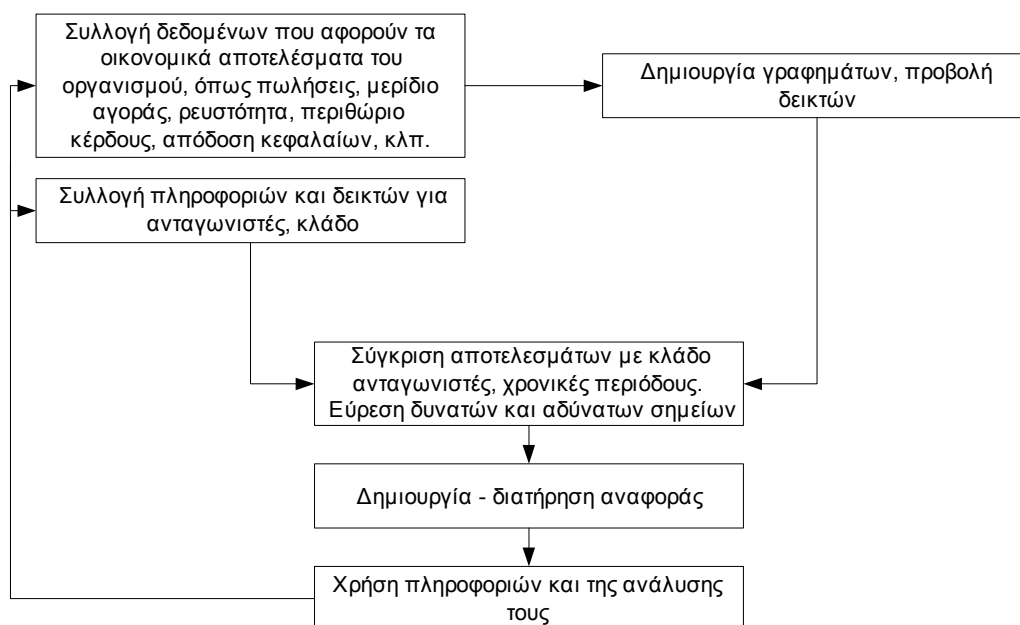 Συλλογή δεδομένων που αφορούν τα
οικονομικά αποτελέσματα του
οργανισμού, όπως πωλήσεις, μερίδιο
αγοράς, ρευστότητα, περιθώριο
κέρδους, απόδοση κεφαλαίων, κλπ.
Δημιουργία γραφημάτων, προβολή
δεικτών
Συλλογή πληροφοριών και δεικτών για
ανταγωνιστές, κλάδο
Σύγκριση αποτελεσμάτων με κλάδο
ανταγωνιστές, χρονικές περιόδους.
Εύρεση δυνατών και αδύνατων σημείων
Δημιουργία - διατήρηση αναφοράς
Χρήση πληροφοριών και της ανάλυσης
τους